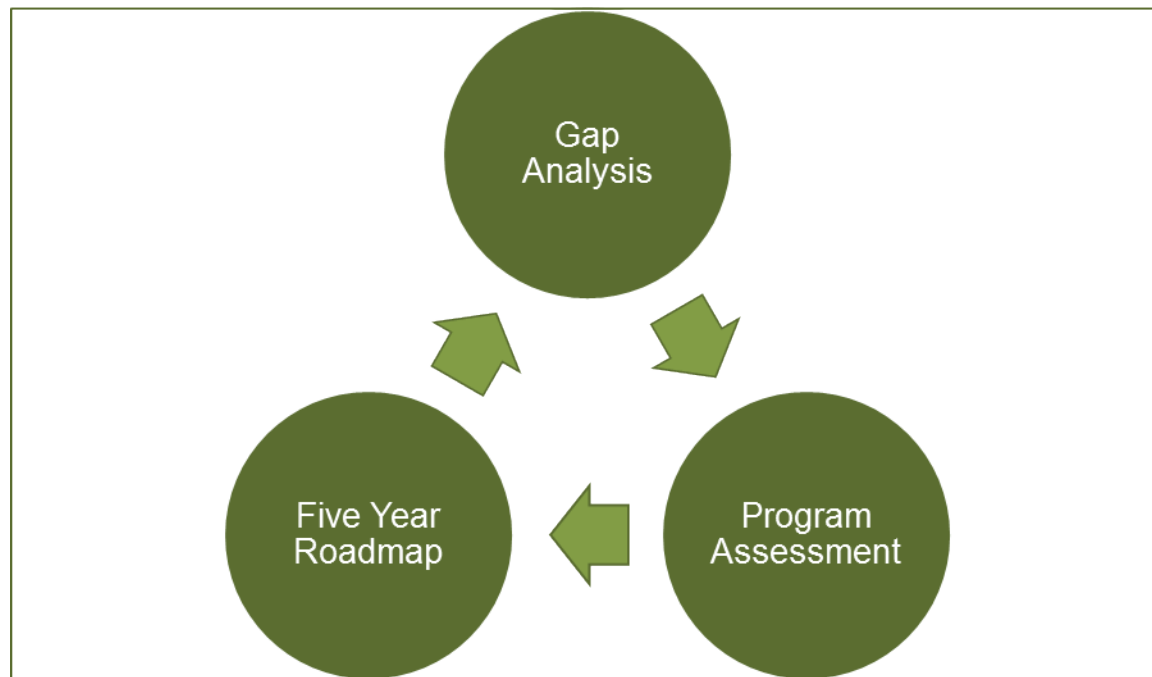 Gap
Analysis
Five Year
Roadmap
Program
Assessment